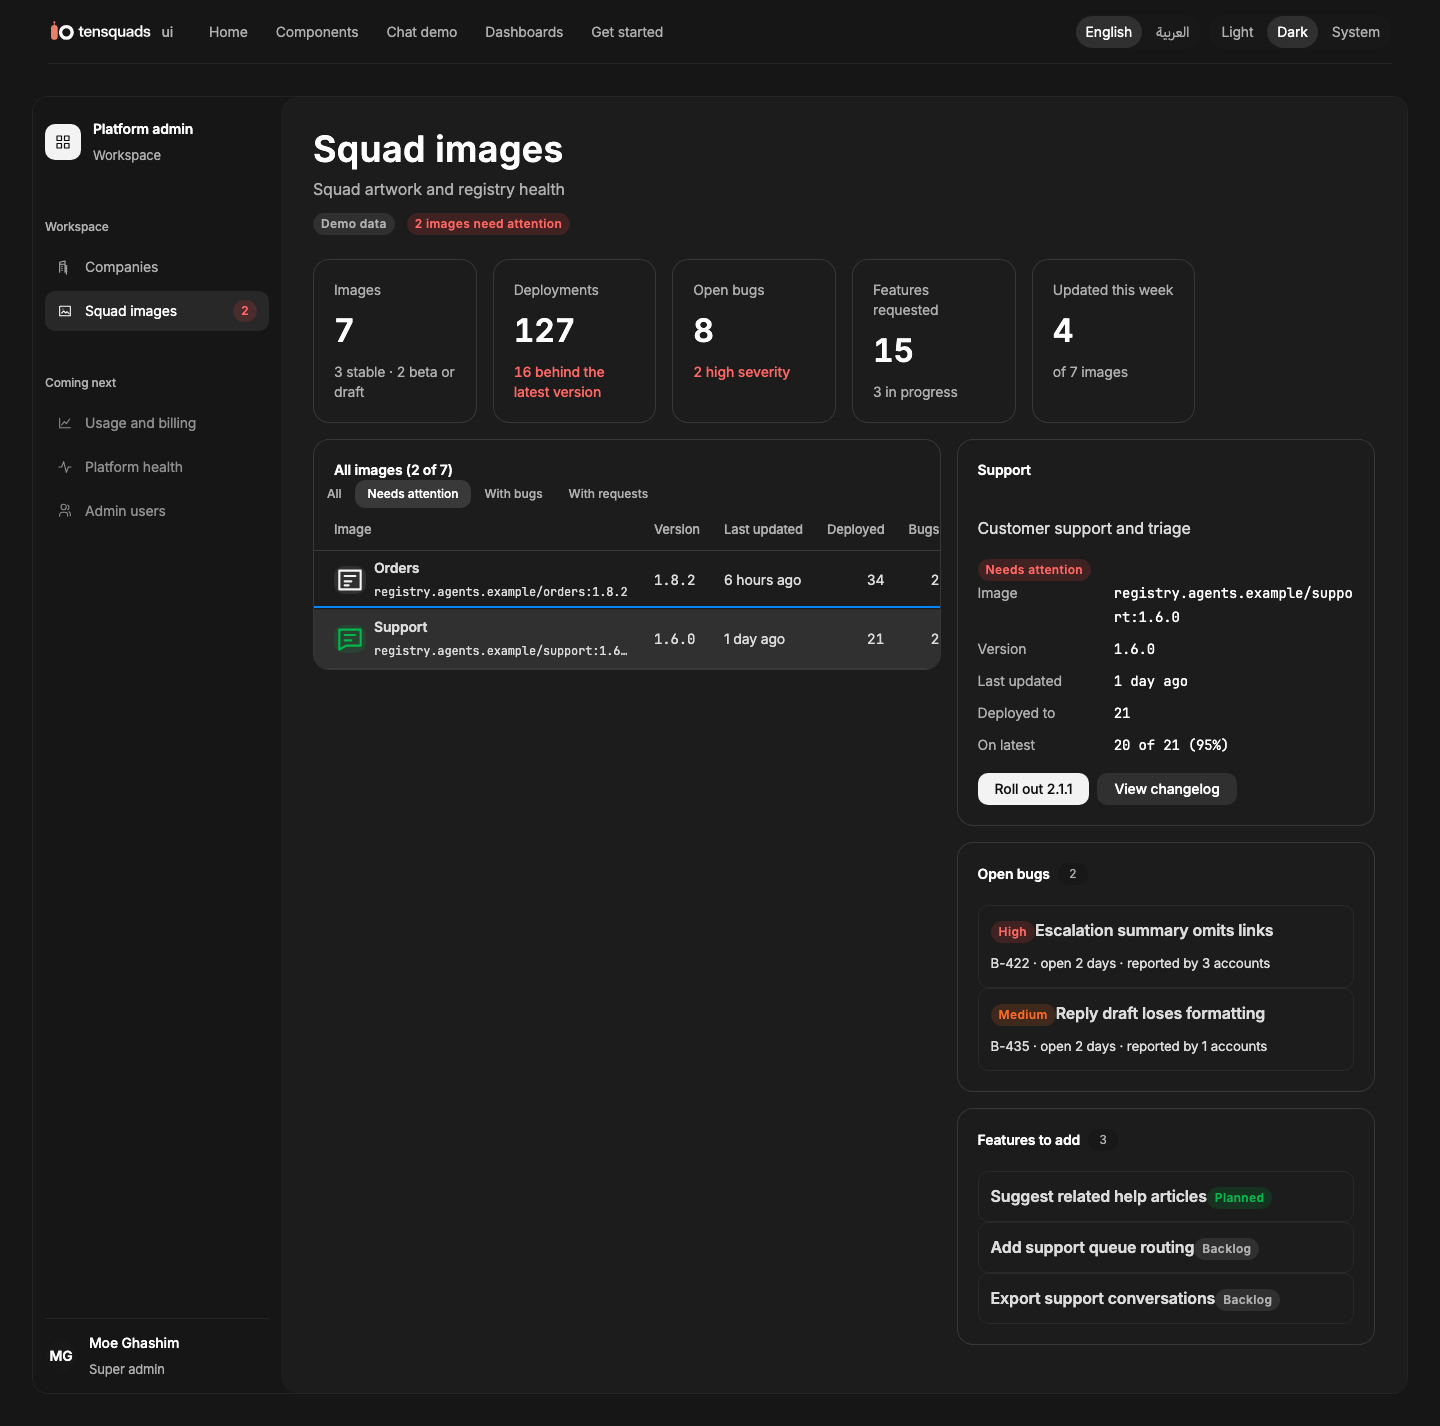 tensquads ui Home Components Chat demo Dashboards Get started English العربية Light Dark System
Platform admin
Workspace
Workspace
Companies
Squad images 2
Coming next
Usage and billing
Platform health
Admin users
MG
Moe Ghashim
Super admin
Squad images
Squad artwork and registry health
Demo data 2 images need attention
Images
7
3 stable · 2 beta or
draft
Deployments
127
16 behind the
latest version
Open bugs
8
2 high severity
Features
requested
15
3 in progress
Updated this week
4
of 7 images
All images (2 of 7)
All Needs attention With bugs With requests
Image Version Last updated Deployed Bugs
Orders
registry.agents.example/orders:1.8.2
1.8.2 6 hours ago 34 2
Support
registry.agents.example/support:1.6…
1.6.0 1 day ago 21 2
Support
Customer support and triage
Needs attention
Image registry.agents.example/suppo
rt:1.6.0
Version 1.6.0
Last updated 1 day ago
Deployed to 21
On latest 20 of 21 (95%)
Roll out 2.1.1 View changelog
Open bugs 2
High Escalation summary omits links
B-422 · open 2 days · reported by 3 accounts
Medium Reply draft loses formatting
B-435 · open 2 days · reported by 1 accounts
Features to add 3
Suggest related help articles Planned
Add support queue routing Backlog
Export support conversations Backlog